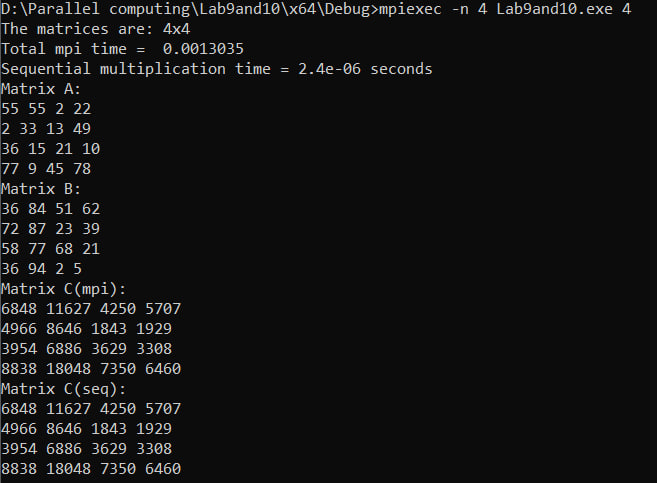 D:\Parallel computing\Lab9and10\x64\Debug>mpiexec -n 4 Lab9and10.exe 4
The matrices are: 4x4
Total mpi time =  0.0013035
Sequential multiplication time = 2.4e-06 seconds
Matrix A:
55 55 2 22
2 33 13 49
36 15 21 10
77 9 45 78
Matrix B:
36 84 51 62
72 87 23 39
58 77 68 21
36 94 2 5
Matrix C(mpi):
6848 11627 4250 5707
4966 8646 1843 1929
3954 6886 3629 3308
8838 18048 7350 6460
Matrix C(seq):
6848 11627 4250 5707
4966 8646 1843 1929
3954 6886 3629 3308
8838 18048 7350 6460